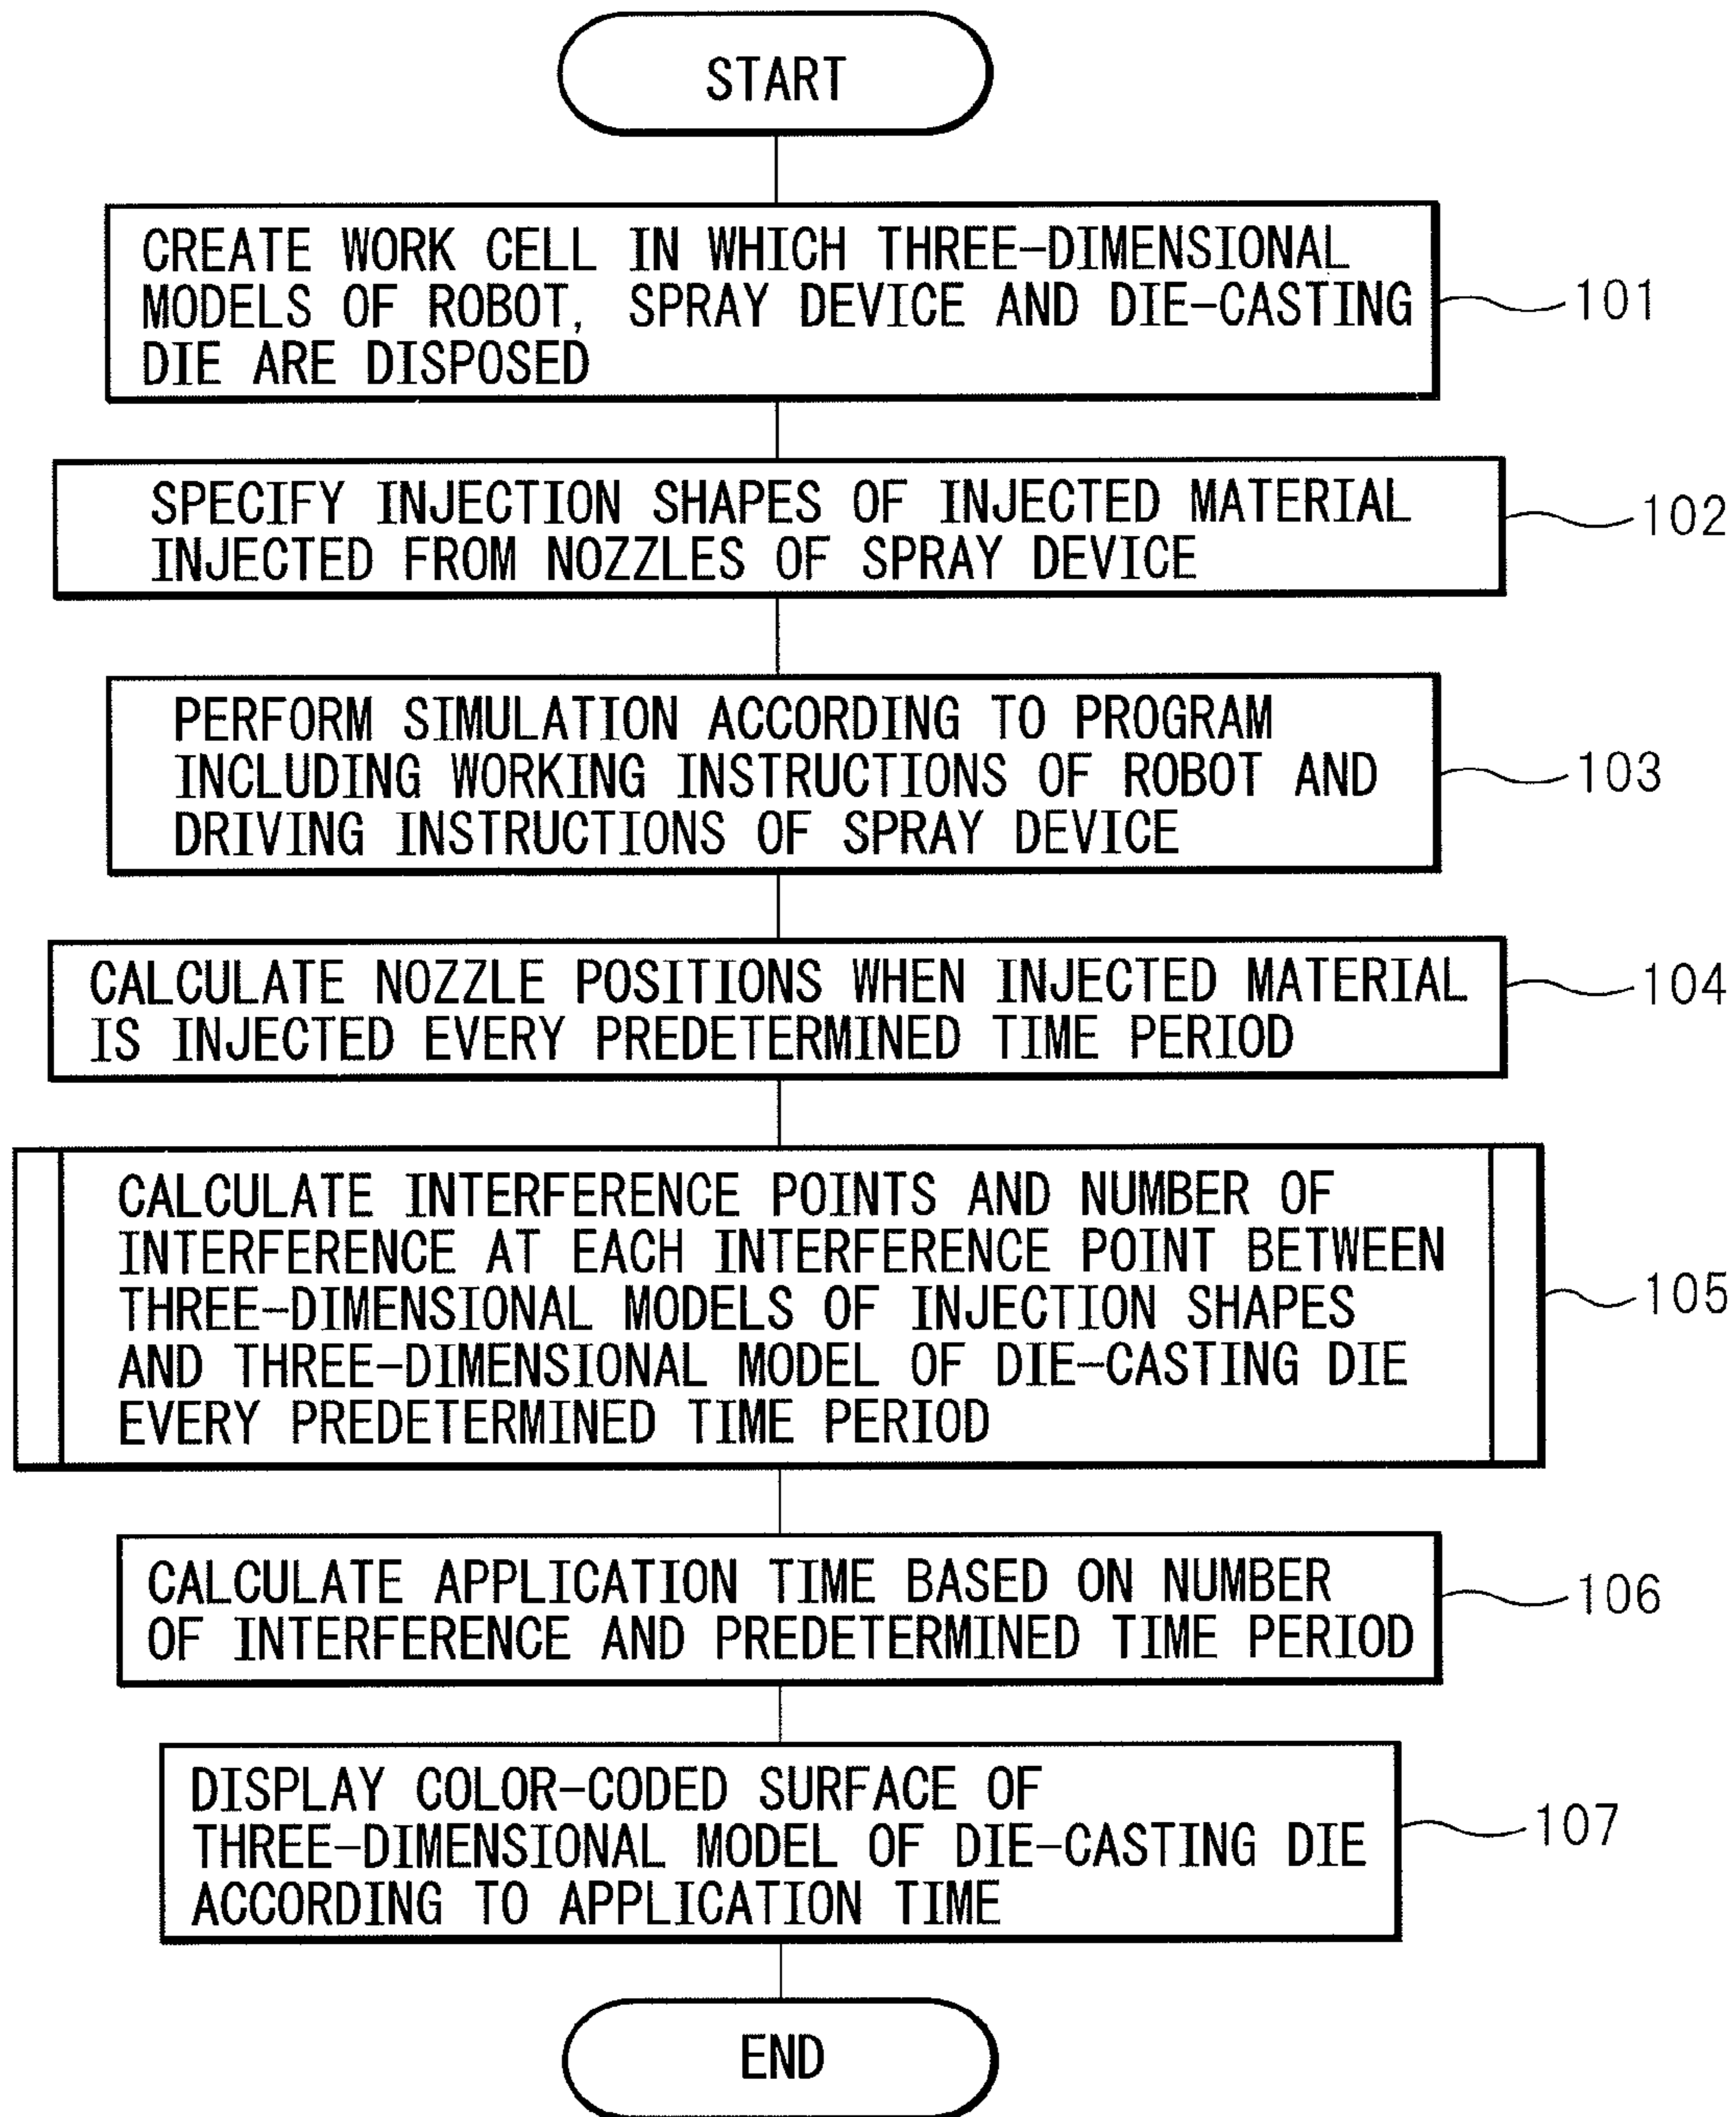 START
CREATE WORK CELL IN WHICH THREE-DIMENSIONAL
MODELS OF ROBOT, SPRAY DEVICE AND DIE-CASTING
DIE ARE DISPOSED
101
SPECIFY INJECTION SHAPES OF INJECTED MATERIAL
INJECTED FROM NOZZLES OF SPRAY DEVICE
102
PERFORM SIMULATION ACCORDING TO PROGRAM
INCLUDING WORKING INSTRUCTIONS OF ROBOT AND
DRIVING INSTRUCTIONS OF SPRAY DEVICE
103
CALCULATE NOZZLE POSITIONS WHEN INJECTED MATERIAL
IS INJECTED EVERY PREDETERMINED TIME PERIOD
104
CALCULATE INTERFERENCE POINTS AND NUMBER OF
INTERFERENCE AT EACH INTERFERENCE POINT BETWEEN
THREE-DIMENSIONAL MODELS OF INJECTION SHAPES
AND THREE-DIMENSIONAL MODEL OF DIE-CASTING DIE
EVERY PREDETERMINED TIME PERIOD
105
CALCULATE APPLICATION TIME BASED ON NUMBER
OF INTERFERENCE AND PREDETERMINED TIME PERIOD
106
DISPLAY COLOR-CODED SURFACE OF
THREE-DIMENSIONAL MODEL OF DIE-CASTING DIE
ACCORDING TO APPLICATION TIME
107
END